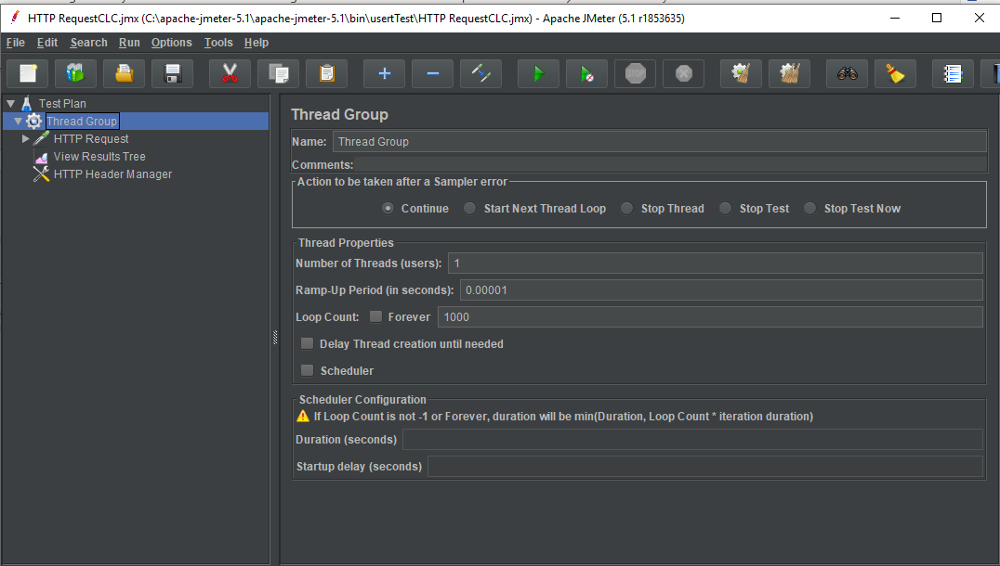 HTTP RequestCLC.jmx (C:\apache-jmeter-5.1\apache-jmeter-5.1\bin\usertTest\HTTP RequestCLC.jmx) - Apache JMeter (5.1 r1853635)
File Edit Search Run Options Tools Help
STOP
Test Plan
Thread Group
HTTP Request
View Results Tree
HTTP Header Manager
Thread Group
Name: Thread Group
Comments:
Action to be taken after a Sampler error
Continue Start Next Thread Loop Stop Thread Stop Test Stop Test Now
Thread Properties
Number of Threads (users): 1
Ramp-Up Period (in seconds): 0.00001
Loop Count: Forever 1000
Delay Thread creation until needed
Scheduler
Scheduler Configuration
If Loop Count is not -1 or Forever, duration will be min(Duration, Loop Count * iteration duration)
Duration (seconds)
Startup delay (seconds)